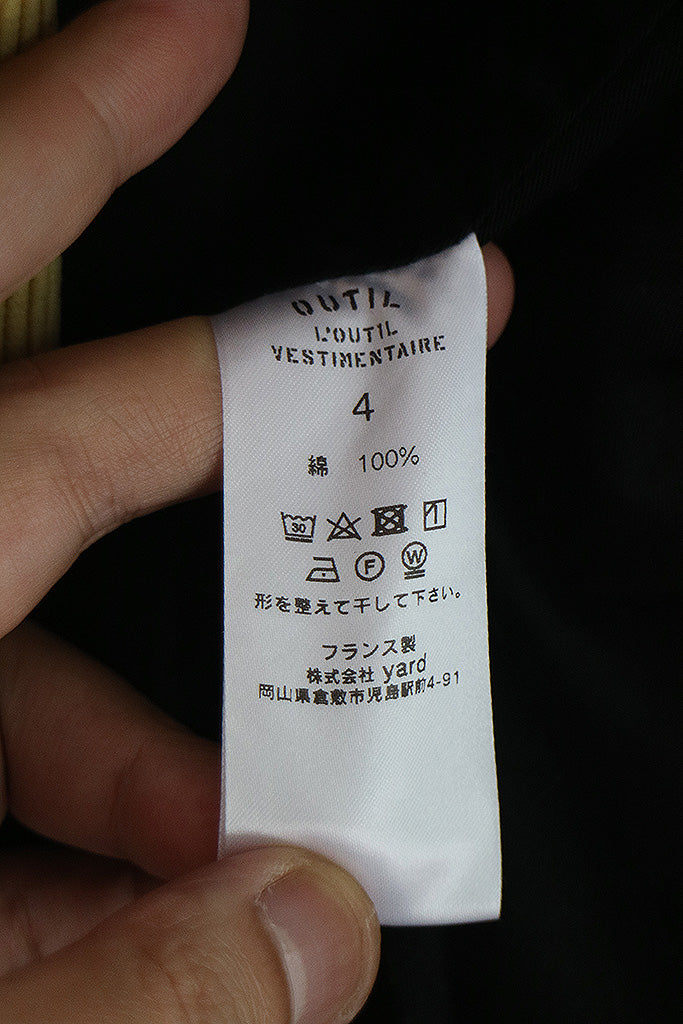 OUTIL
L'OUTIL
VESTIMENTAIRE
4
綿 100%
30
F W
形を整えて干して下さい。
フランス製
株式会社 yard
岡山県倉敷市児島駅前4-91